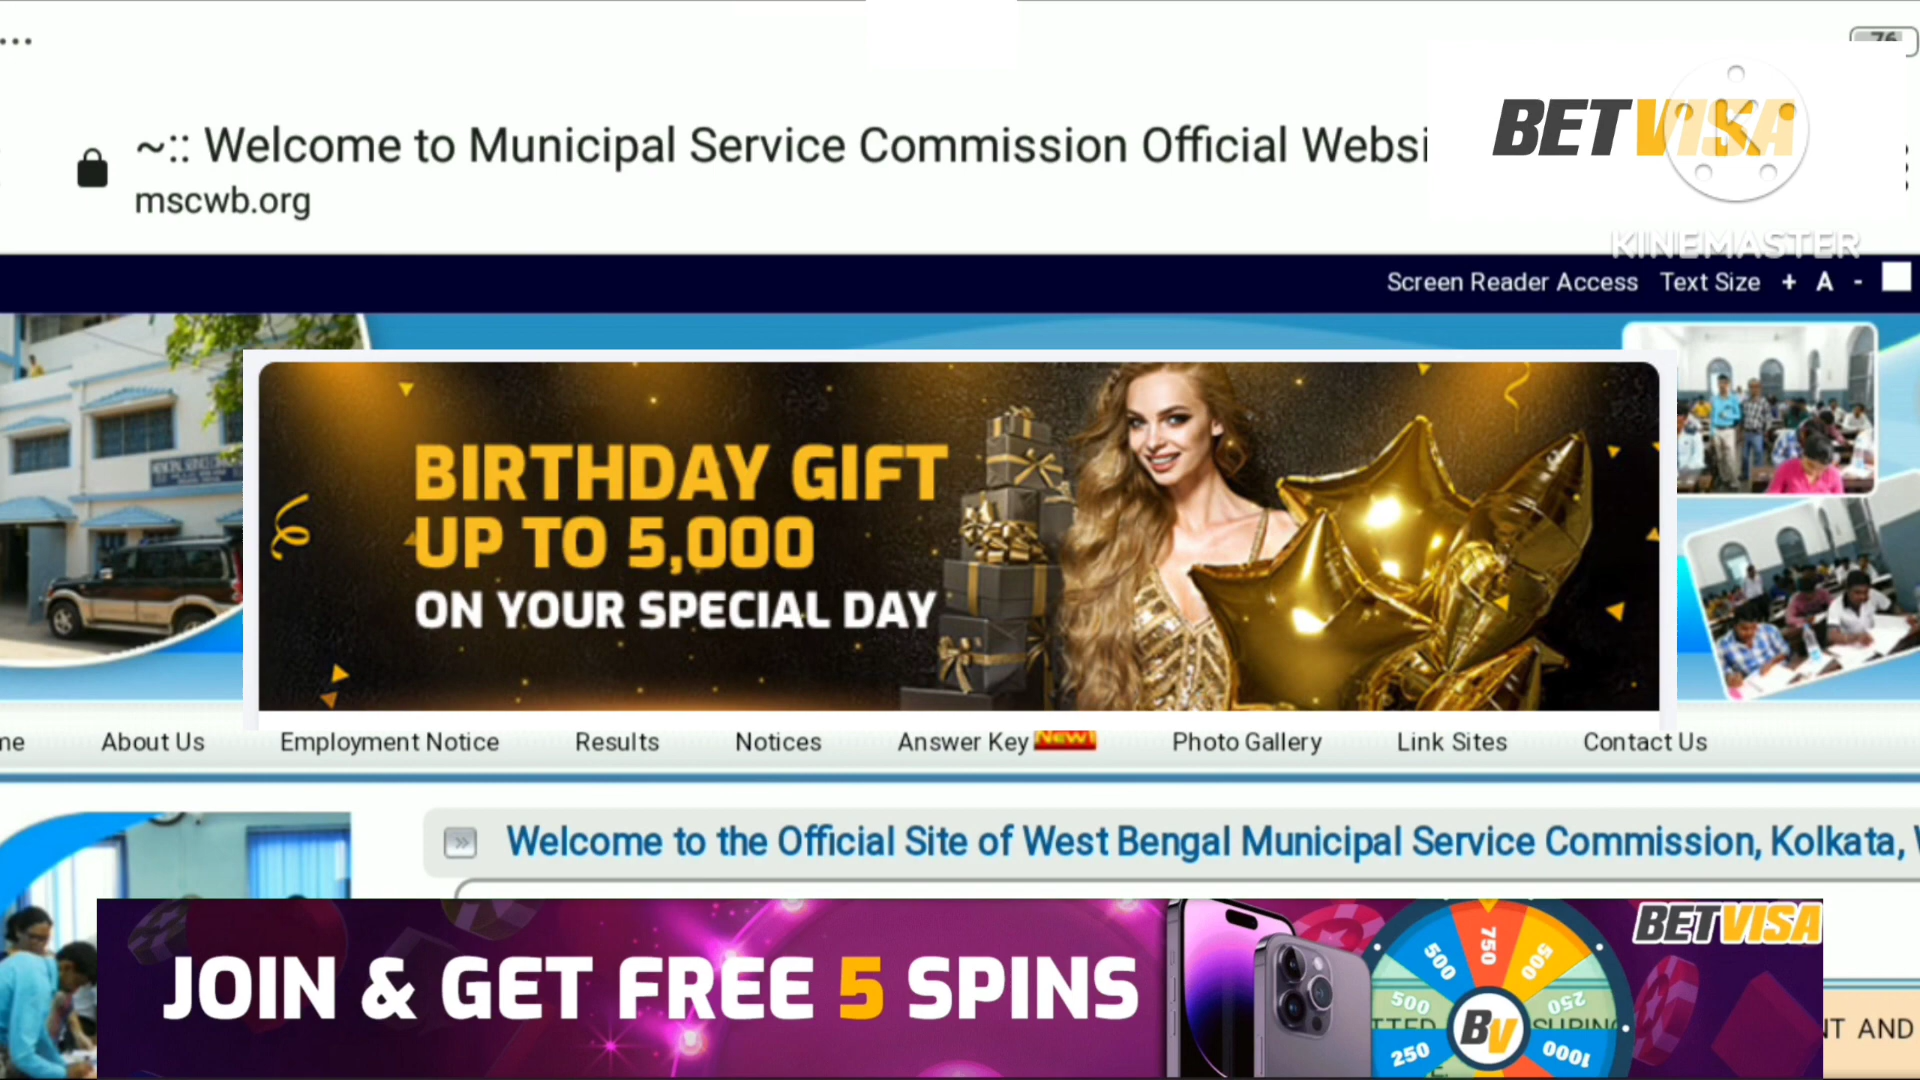 76
~:: Welcome to Municipal Service Commission Official Websi
mscwb.org
BETVISA
K
KINEMASTER
Screen Reader Access Text Size + A -
BIRTHDAY GIFT
UP TO 5,000
ON YOUR SPECIAL DAY
me About Us Employment Notice Results Notices Answer Key New! Photo Gallery Link Sites Contact Us
Welcome to the Official Site of West Bengal Municipal Service Commission, Kolkata, W
BETVISA
JOIN & GET FREE 5 SPINS
500 750 500
500 250
BV
250 1000
NT AND